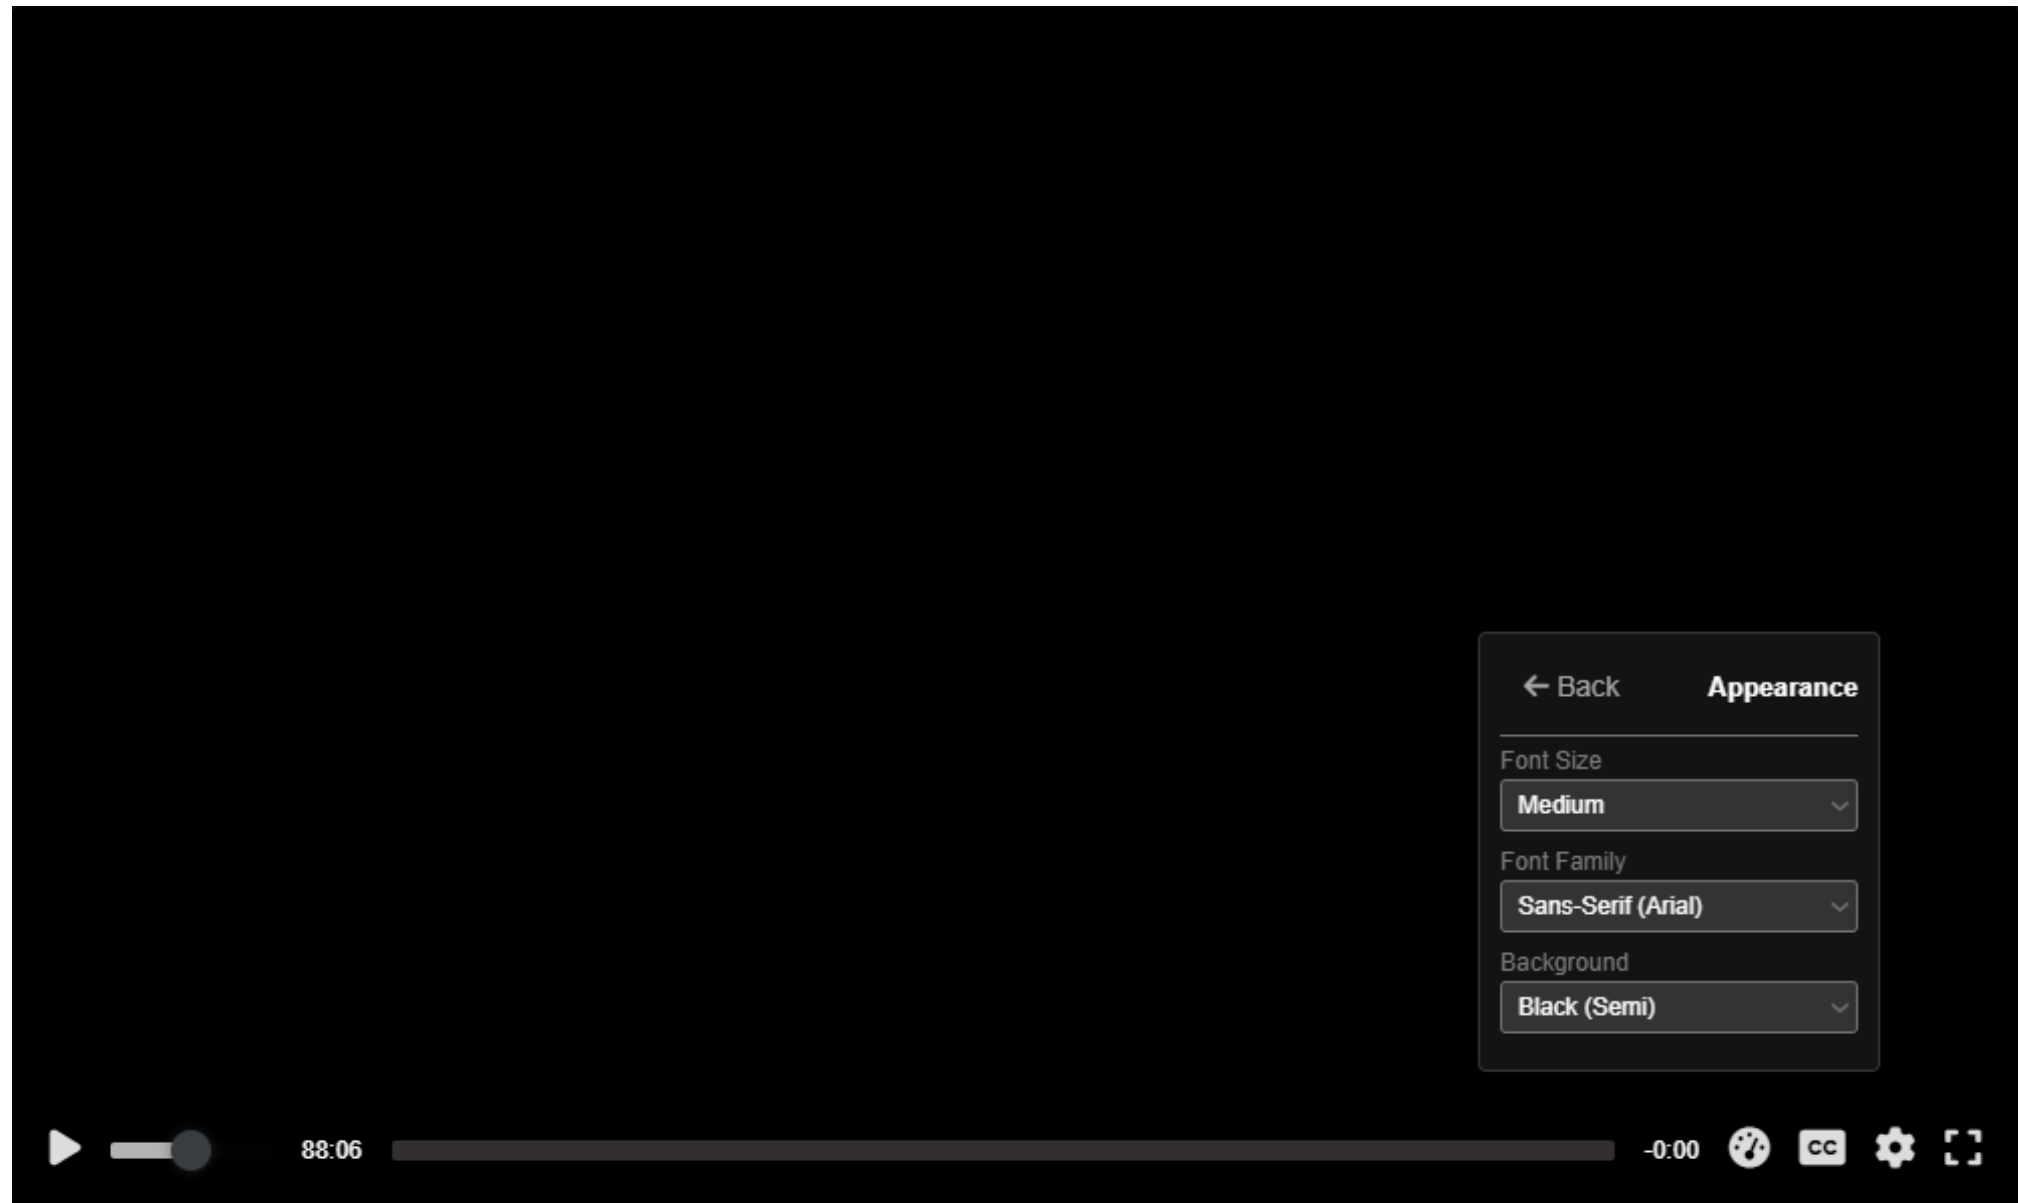 Back
Appearance
Font Size
Medium
Font Family
Sans-Serif (Arial)
Background
Black (Semi)
88:06
-0:00
CC